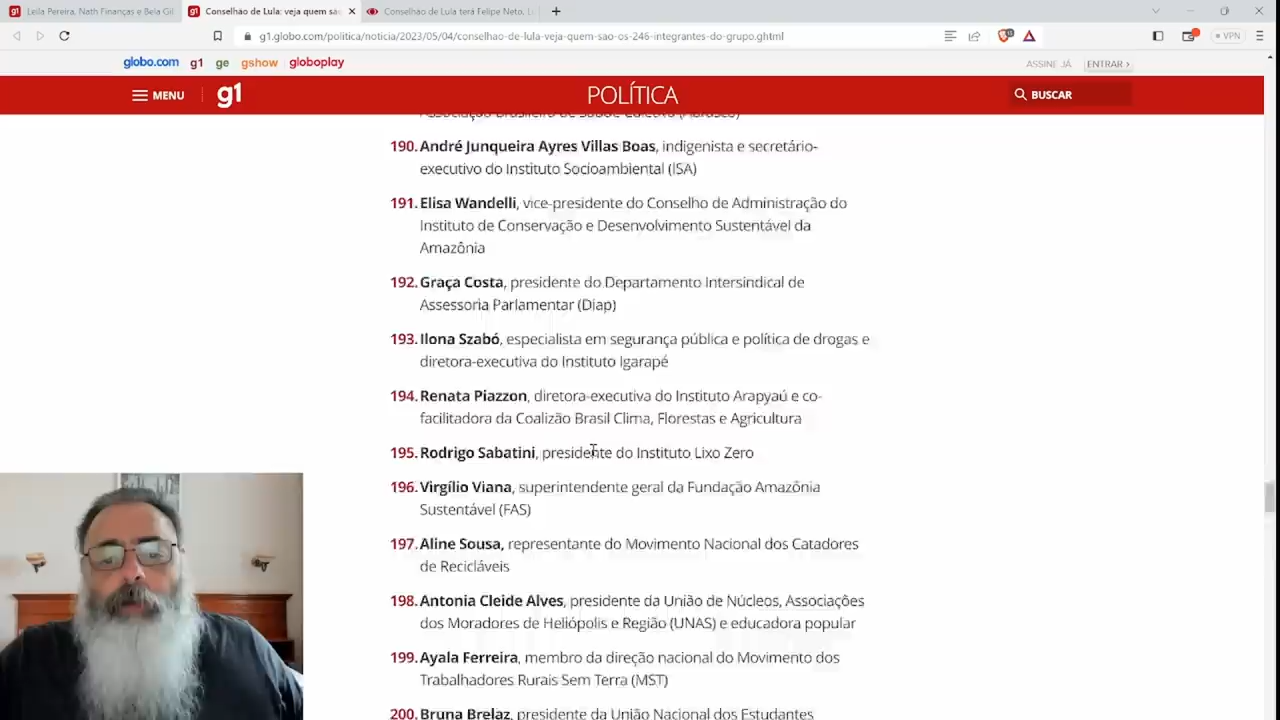 Leila Pereira, Nath Finanças e Bela Gil
Conselhão de Lula: veja quem são
Conselhão de Lula terá Felipe Neto, L
g1.globo.com/politica/noticia/2023/05/04/conselhao-de-lula-veja-quem-sao-os-246-integrantes-do-grupo.ghtml
VPN
globo.com g1 ge gshow globoplay
ASSINE JÁ ENTRAR ›
MENU g1 POLÍTICA BUSCAR
Associação Brasileira de Saúde Coletiva (Abrasco)
190. André Junqueira Ayres Villas Boas, indigenista e secretário-
executivo do Instituto Socioambiental (ISA)
191. Elisa Wandelli, vice-presidente do Conselho de Administração do
Instituto de Conservação e Desenvolvimento Sustentável da
Amazônia
192. Graça Costa, presidente do Departamento Intersindical de
Assessoria Parlamentar (Diap)
193. Ilona Szabó, especialista em segurança pública e política de drogas e
diretora-executiva do Instituto Igarapé
194. Renata Piazzon, diretora-executiva do Instituto Arapyaú e co-
facilitadora da Coalizão Brasil Clima, Florestas e Agricultura
195. Rodrigo Sabatini, presidente do Instituto Lixo Zero
196. Virgílio Viana, superintendente geral da Fundação Amazônia
Sustentável (FAS)
197. Aline Sousa, representante do Movimento Nacional dos Catadores
de Recicláveis
198. Antonia Cleide Alves, presidente da União de Núcleos, Associações
dos Moradores de Heliópolis e Região (UNAS) e educadora popular
199. Ayala Ferreira, membro da direção nacional do Movimento dos
Trabalhadores Rurais Sem Terra (MST)
200. Bruna Brelaz, presidente da União Nacional dos Estudantes